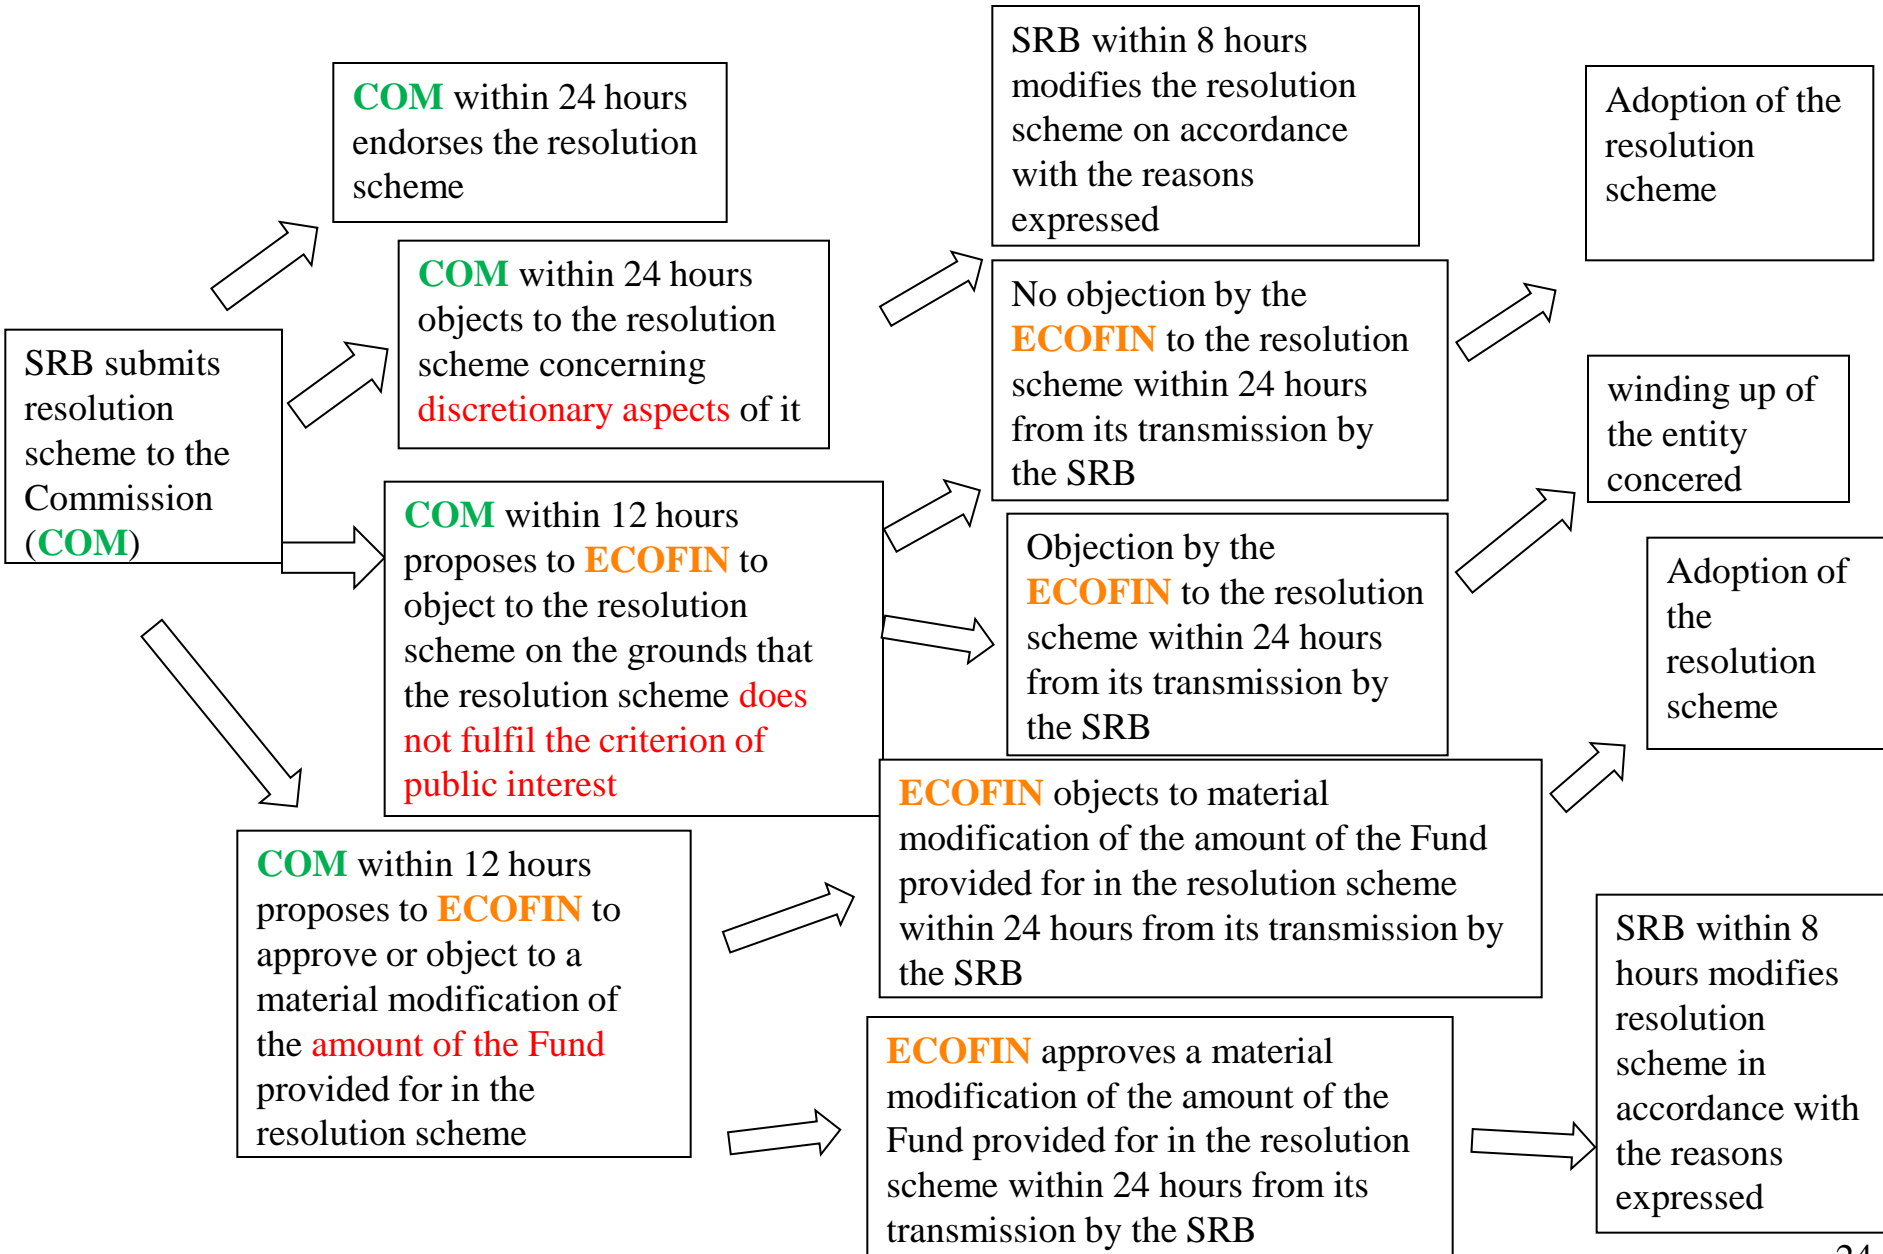 SRB submits
resolution
scheme to the
Commission
(COM)
COM within 24 hours
endorses the resolution
scheme
COM within 24 hours
objects to the resolution
scheme concerning
discretionary aspects of it
COM within 12 hours
proposes to ECOFIN to
object to the resolution
scheme on the grounds that
the resolution scheme does
not fulfil the criterion of
public interest
COM within 12 hours
proposes to ECOFIN to
approve or object to a
material modification of
the amount of the Fund
provided for in the
resolution scheme
SRB within 8 hours
modifies the resolution
scheme on accordance
with the reasons
expressed
No objection by the
ECOFIN to the resolution
scheme within 24 hours
from its transmission by
the SRB
Objection by the
ECOFIN to the resolution
scheme within 24 hours
from its transmission by
the SRB
ECOFIN objects to material
modification of the amount of the Fund
provided for in the resolution scheme
within 24 hours from its transmission by
the SRB
ECOFIN approves a material
modification of the amount of the
Fund provided for in the resolution
scheme within 24 hours from its
transmission by the SRB
Adoption of the
resolution
scheme
winding up of
the entity
concered
Adoption of
the
resolution
scheme
SRB within 8
hours modifies
resolution
scheme in
accordance with
the reasons
expressed